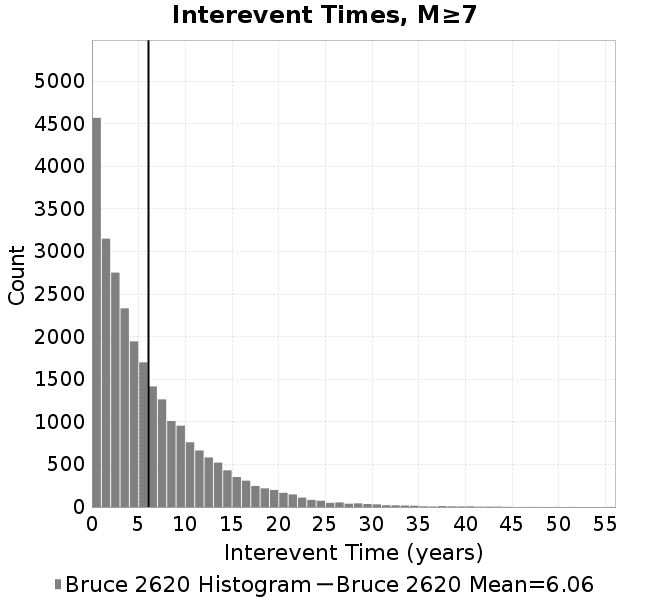 Interevent Times, M≥7
5000
4500
4000
3500
3000
2500
2000
1500
1000
500
0
Count
0 5 10 15 20 25 30 35 40 45 50 55
Interevent Time (years)
Bruce 2620 Histogram Bruce 2620 Mean=6.06